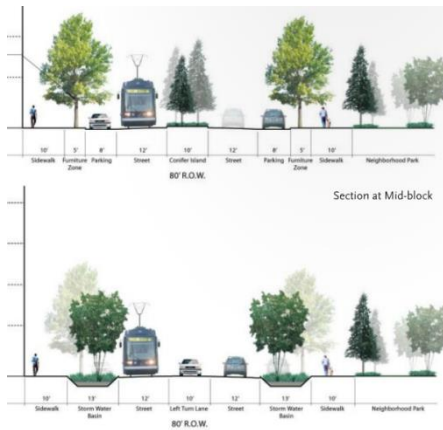 10' 5' 8' 12' 10' 12' 8' 5' 10'
Sidewalk Furniture Zone Parking Street Conifer Island Street Parking Furniture Zone Sidewalk Neighborhood Park
80' R.O.W.
Section at Mid-block
10' 13' 12' 10' 12' 13' 10'
Sidewalk Storm Water Basin Street Left Turn Lane Street Storm Water Basin Sidewalk Neighborhood Park
80' R.O.W.